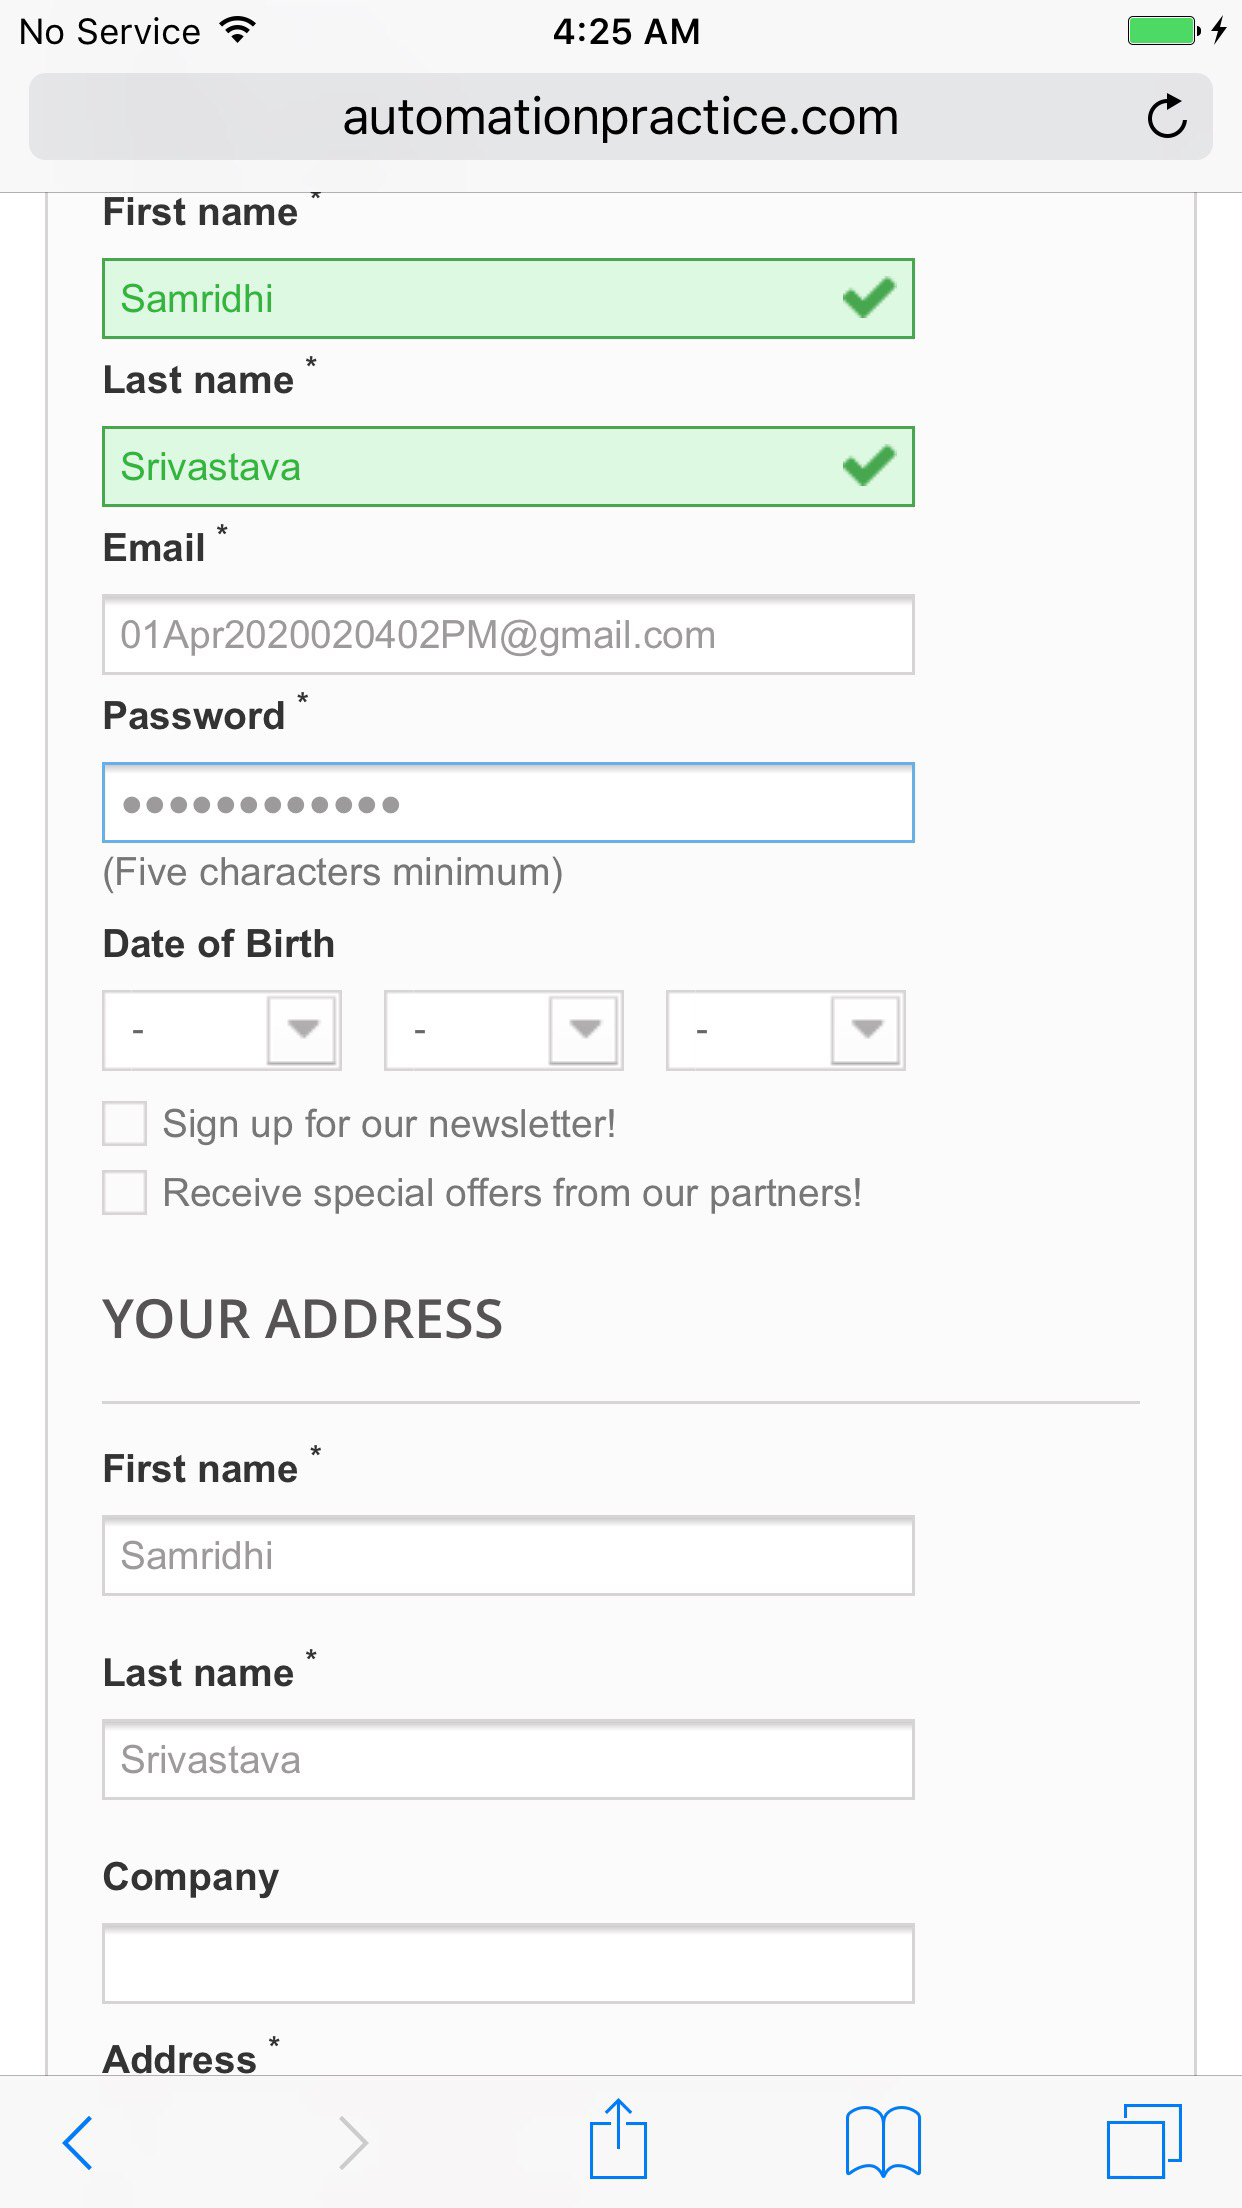 No Service 4:25 AM
automationpractice.com
First name *
Samridhi
Last name *
Srivastava
Email *
01Apr2020020402PM@gmail.com
Password *
●●●●●●●●●●●●
(Five characters minimum)
Date of Birth
- - -
Sign up for our newsletter!
Receive special offers from our partners!
YOUR ADDRESS
First name *
Samridhi
Last name *
Srivastava
Company
Address *